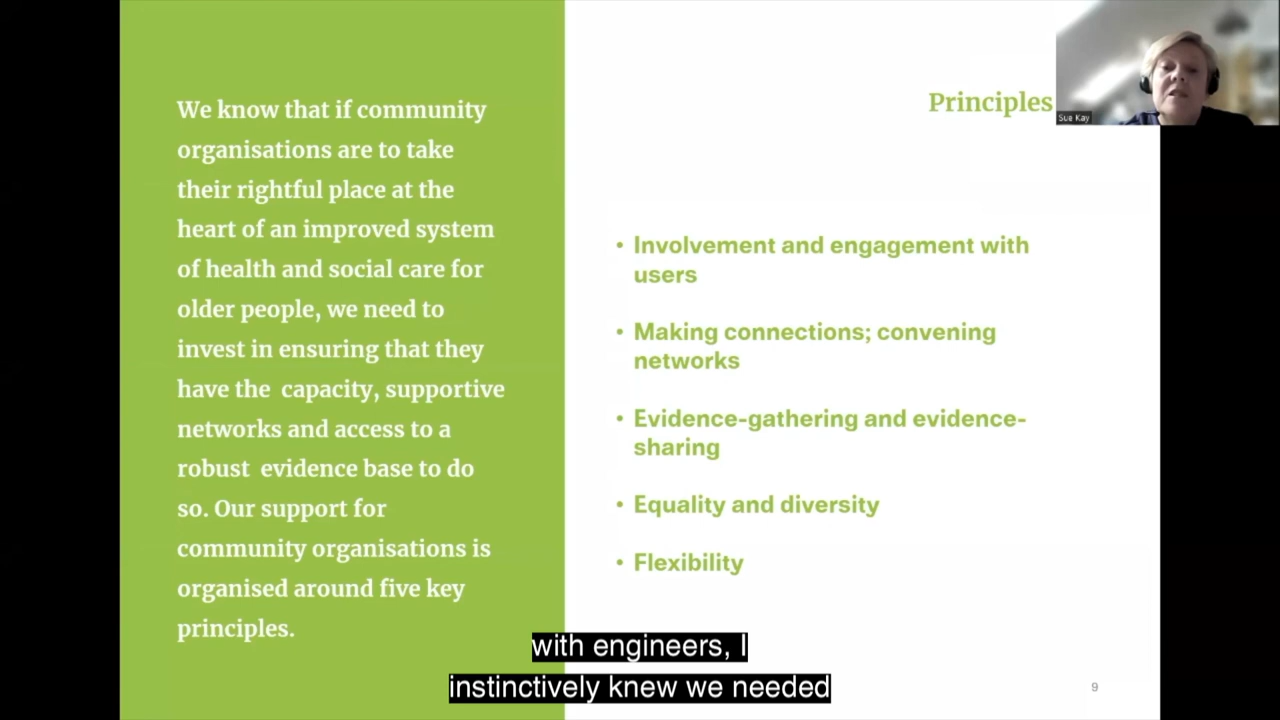 We know that if community
organisations are to take
their rightful place at the
heart of an improved system
of health and social care for
older people, we need to
invest in ensuring that they
have the capacity, supportive
networks and access to a
robust evidence base to do
so. Our support for
community organisations is
organised around five key
principles.
Principles
Sue Kay
• Involvement and engagement with
users
• Making connections; convening
networks
• Evidence-gathering and evidence-
sharing
• Equality and diversity
• Flexibility
with engineers, I
instinctively knew we needed
9